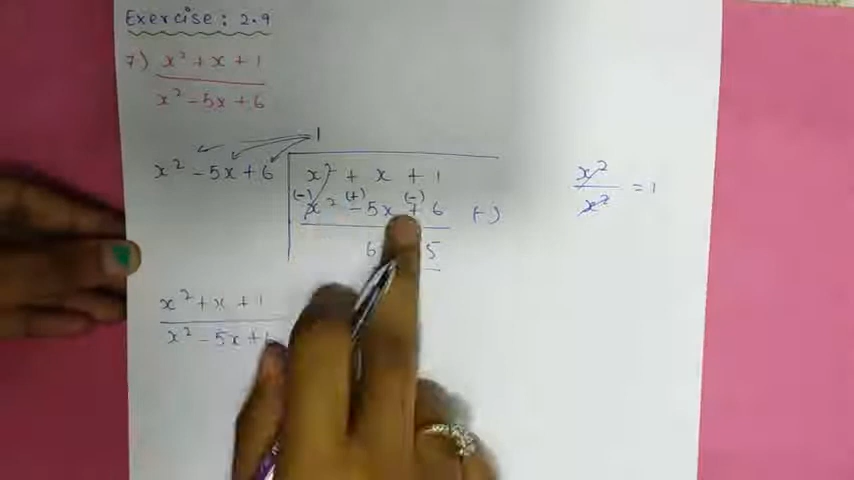 Exercise: 2.9
7) x² + x + 1
x² - 5x + 6
1
x² - 5x + 6 x² + x + 1
x² / x² = 1
(-) (+) (-)
x² - 5x + 6 (-)
6 5
x² + x + 1
x² - 5x +